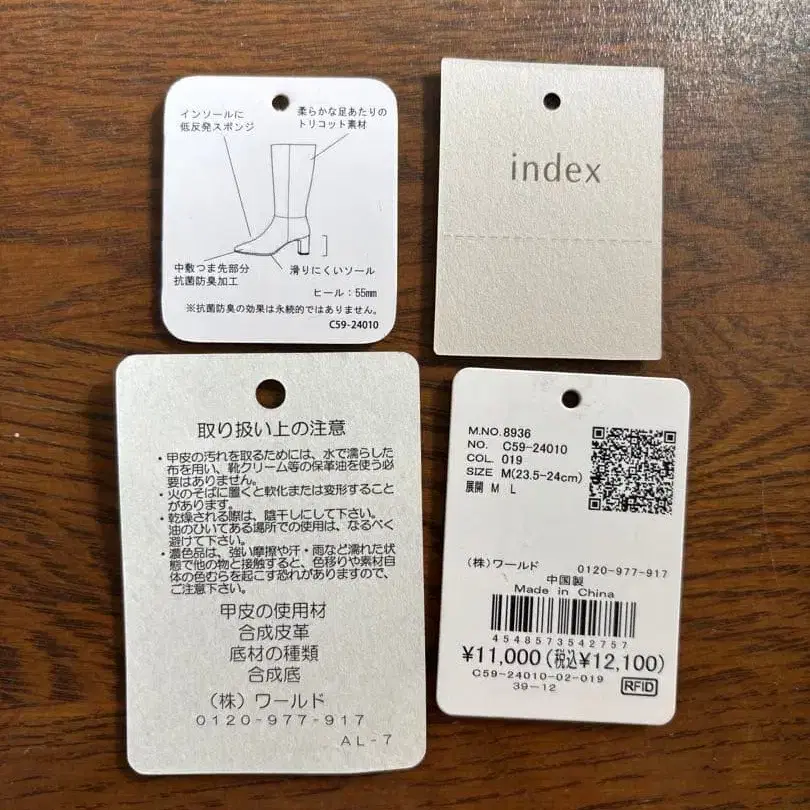 インソールに
低反発スポンジ
柔らかな足あたりの
トリコット素材
中敷つま先部分
抗菌防臭加工
滑りにくいソール
ヒール:55mm
※抗菌防臭の効果は永続的ではありません。
C59-24010
index
取り扱い上の注意
・甲皮の汚れを取るためには、水で濡らした
布を用い、靴クリーム等の保革油を使う必
要はありません。
・火のそばに置くと軟化または変形すること
があります。
・乾燥される際は、陰干しにして下さい。
油のひいてある場所での使用は、なるべく
避けて下さい。
・濃色品は、強い摩擦や汗・雨など濡れた状
態で他の物と接触すると、色移りや素材自
体の色むらを起こす恐れがありますので、
ご注意下さい。
甲皮の使用材
合成皮革
底材の種類
合成底
(株)ワールド
0120-977-917
AL-7
M.NO.8936
NO. C59-24010
COL. 019
SIZE M(23.5-24cm)
展開 M L
(株)ワールド 0120-977-917
中国製
Made in China
4548573542757
¥11,000(税込¥12,100)
C59-24010-02-019
39-12
RFID